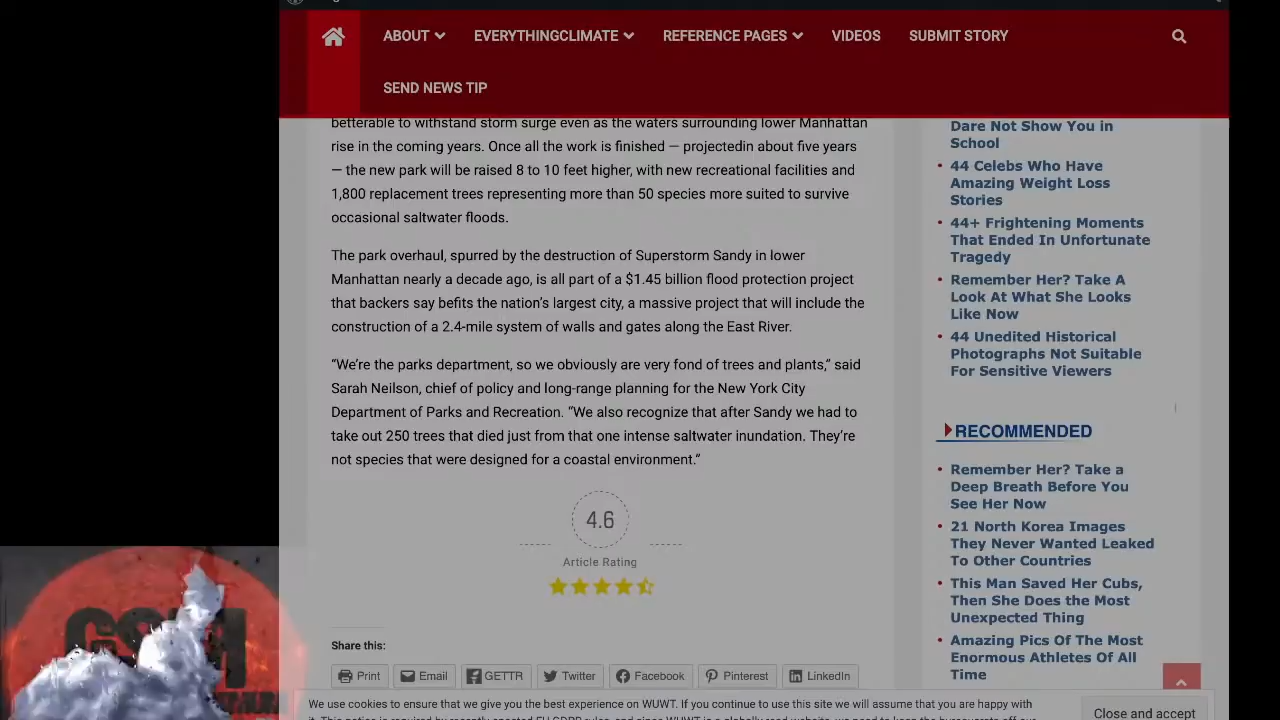 ABOUT EVERYTHINGCLIMATE REFERENCE PAGES VIDEOS SUBMIT STORY
SEND NEWS TIP
betterable to withstand storm surge even as the waters surrounding lower Manhattan
rise in the coming years. Once all the work is finished — projectedin about five years
— the new park will be raised 8 to 10 feet higher, with new recreational facilities and
1,800 replacement trees representing more than 50 species more suited to survive
occasional saltwater floods.
The park overhaul, spurred by the destruction of Superstorm Sandy in lower
Manhattan nearly a decade ago, is all part of a $1.45 billion flood protection project
that backers say befits the nation's largest city, a massive project that will include the
construction of a 2.4-mile system of walls and gates along the East River.
“We're the parks department, so we obviously are very fond of trees and plants,” said
Sarah Neilson, chief of policy and long-range planning for the New York City
Department of Parks and Recreation. “We also recognize that after Sandy we had to
take out 250 trees that died just from that one intense saltwater inundation. They're
not species that were designed for a coastal environment.”
4.6
Article Rating
Share this:
Print Email GETTR Twitter Facebook Pinterest LinkedIn
Dare Not Show You in
School
44 Celebs Who Have
Amazing Weight Loss
Stories
44+ Frightening Moments
That Ended In Unfortunate
Tragedy
Remember Her? Take A
Look At What She Looks
Like Now
44 Unedited Historical
Photographs Not Suitable
For Sensitive Viewers
RECOMMENDED
Remember Her? Take a
Deep Breath Before You
See Her Now
21 North Korea Images
They Never Wanted Leaked
To Other Countries
This Man Saved Her Cubs,
Then She Does the Most
Unexpected Thing
Amazing Pics Of The Most
Enormous Athletes Of All
Time
We use cookies to ensure that we give you the best experience on WUWT. If you continue to use this site we will assume that you are happy with
Close and accept